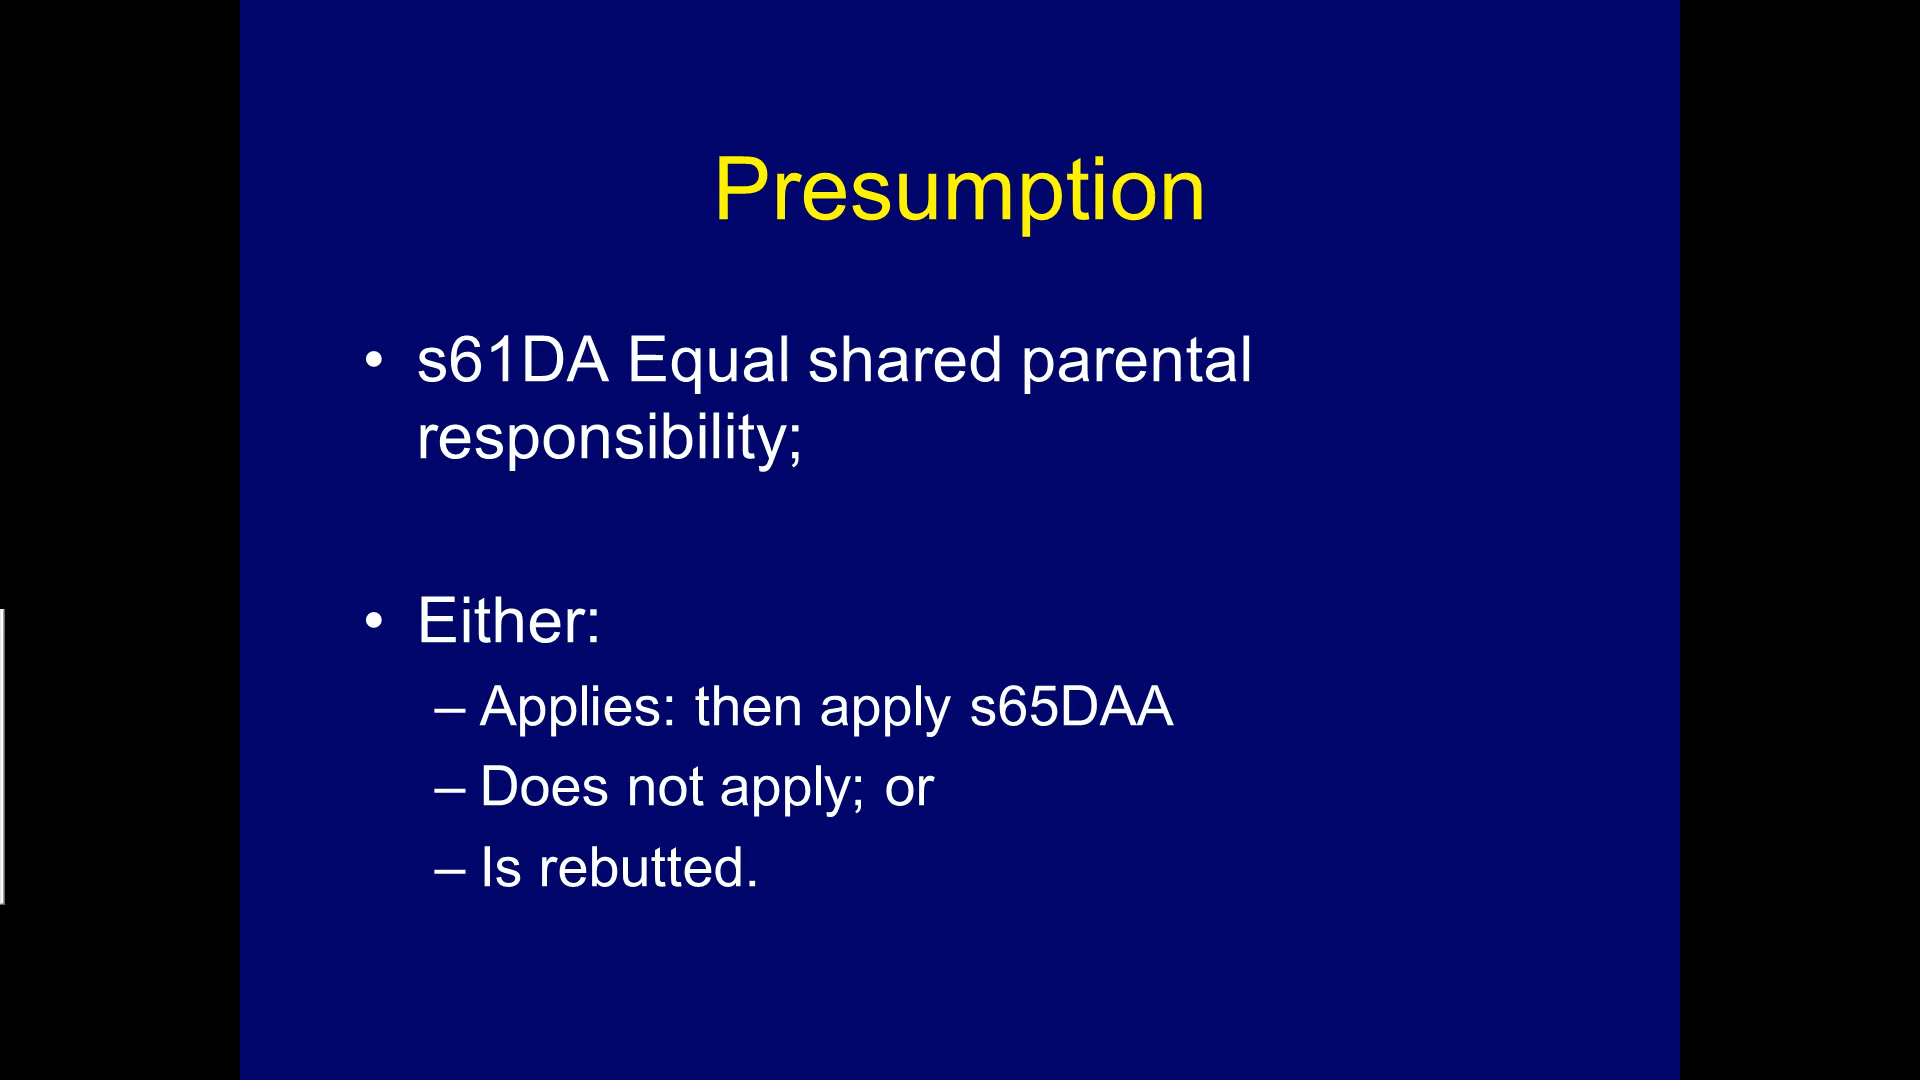 Presumption
• s61DA Equal shared parental
responsibility;
• Either:
– Applies: then apply s65DAA
– Does not apply; or
– Is rebutted.